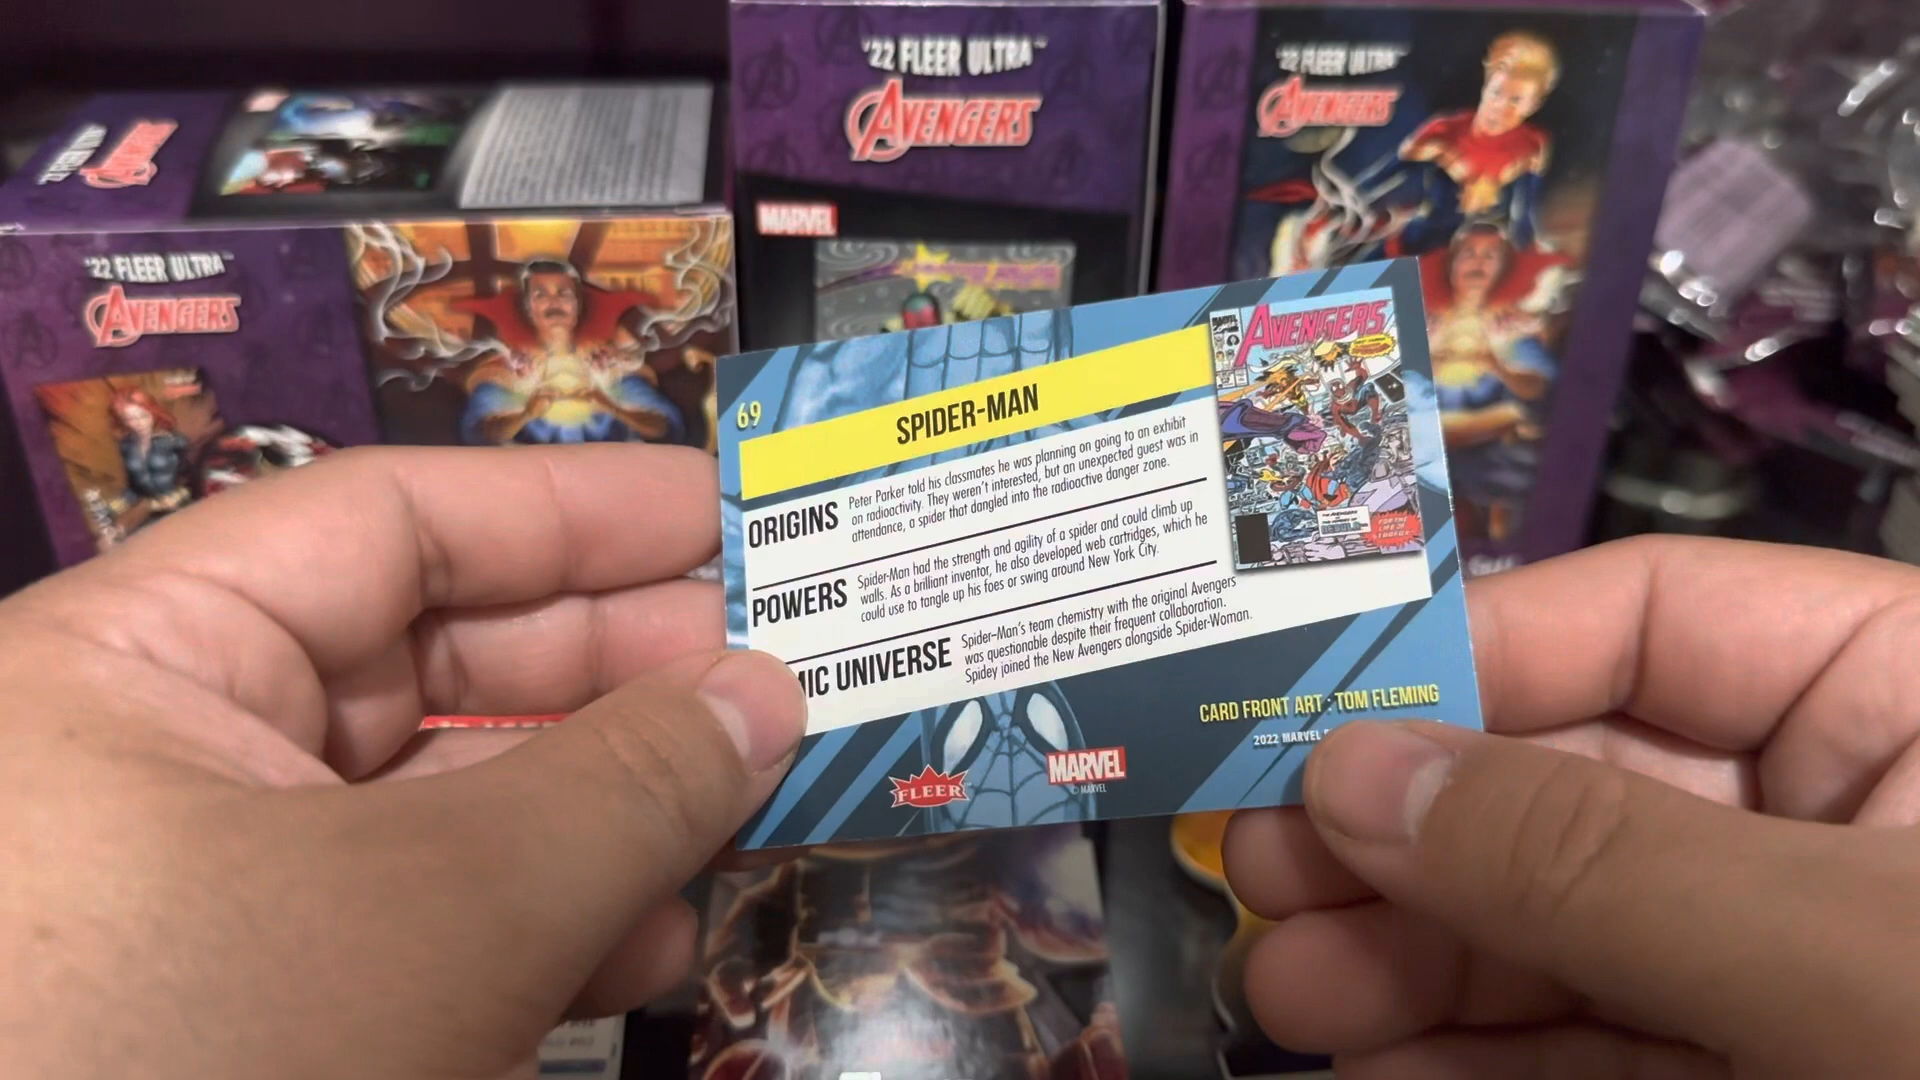 '22 FLEER ULTRA
AVENGERS
MARVEL
'22 FLEER ULTRA
AVENGERS
'22 FLEER ULTRA
AVENGERS
69
SPIDER-MAN
ORIGINS
Peter Parker told his classmates he was planning on going to an exhibit
on radioactivity. They weren't interested, but an unexpected guest was in
attendance, a spider that dangled into the radioactive danger zone.
POWERS
Spider-Man had the strength and agility of a spider and could climb up
walls. As a brilliant inventor, he also developed web cartridges, which he
could use to tangle up his foes or swing around New York City.
MIC UNIVERSE
Spider-Man's team chemistry with the original Avengers
was questionable despite their frequent collaboration.
Spidey joined the New Avengers alongside Spider-Woman.
AVENGERS
FOR THE
LIFE OF
CARD FRONT ART : TOM FLEMING
2022 MARVEL
FLEER
MARVEL
© MARVEL